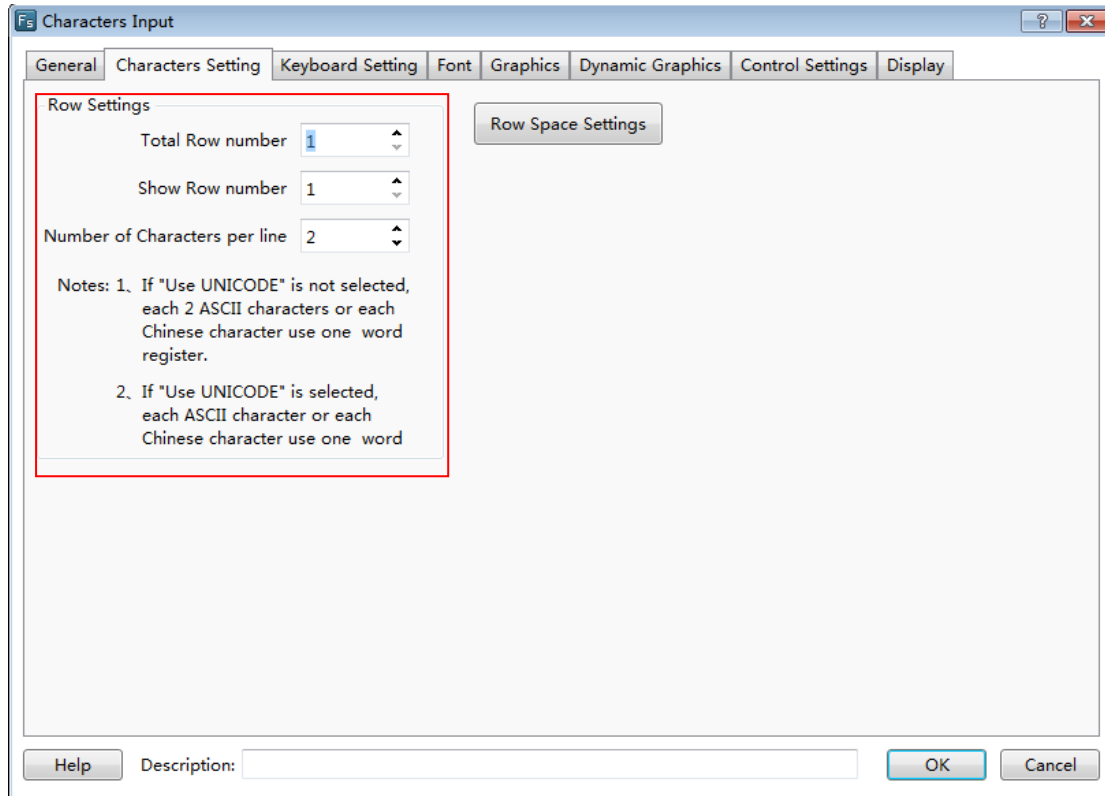 Fs Characters Input
General Characters Setting Keyboard Setting Font Graphics Dynamic Graphics Control Settings Display
Row Settings
Total Row number 1
Show Row number 1
Number of Characters per line 2
Notes: 1、If "Use UNICODE" is not selected,
each 2 ASCII characters or each
Chinese character use one word
register.
2、If "Use UNICODE" is selected,
each ASCII character or each
Chinese character use one word
Row Space Settings
Help Description: OK Cancel